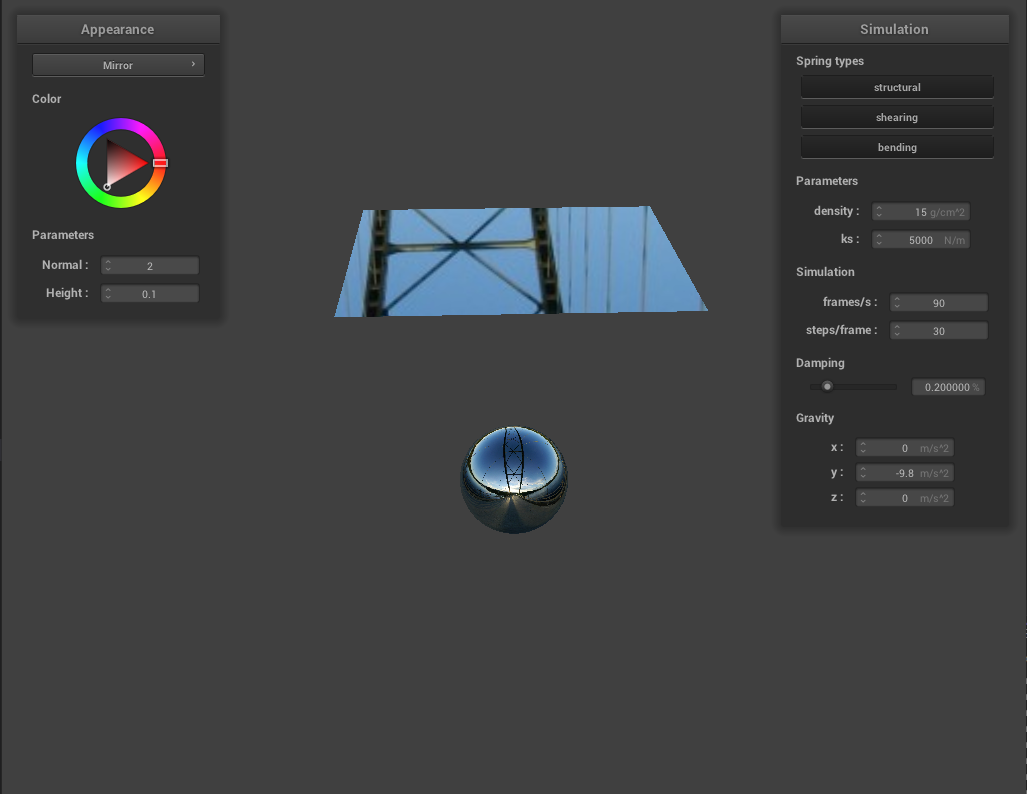 Appearance
Mirror
Color
Parameters
Normal : 2
Height : 0.1
Simulation
Spring types
structural
shearing
bending
Parameters
density : 15 g/cm^2
ks : 5000 N/m
Simulation
frames/s : 90
steps/frame : 30
Damping
0.200000 %
Gravity
x : 0 m/s^2
y : -9.8 m/s^2
z : 0 m/s^2